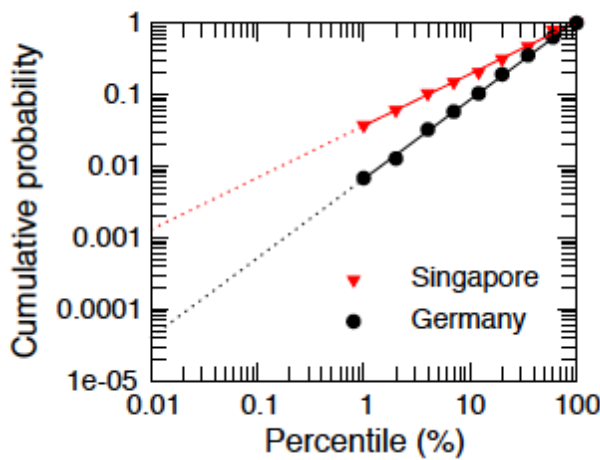 Cumulative probability
1
0.1
0.01
0.001
0.0001
1e-05
Singapore
Germany
0.01 0.1 1 10 100
Percentile (%)